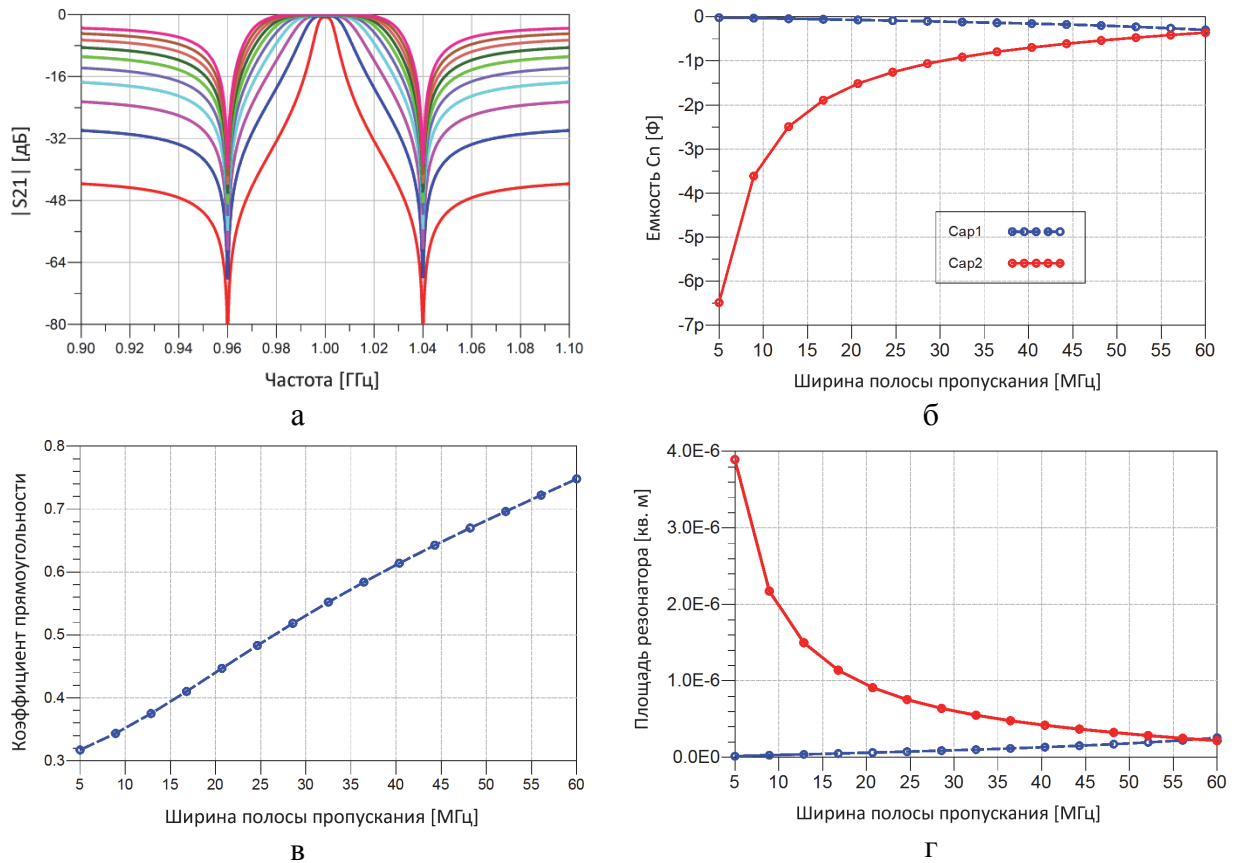 0
-16
-32
-48
-64
-80
0.90 0.92 0.94 0.96 0.98 1.00 1.02 1.04 1.06 1.08 1.10
|S21| [дБ]
Частота [ГГц]
а
0
-1p
-2p
-3p
-4p
-5p
-6p
-7p
5 10 15 20 25 30 35 40 45 50 55 60
Емкость Cn [Ф]
Cap1
Cap2
Ширина полосы пропускания [МГц]
б
0.8
0.7
0.6
0.5
0.4
0.3
5 10 15 20 25 30 35 40 45 50 55 60
Коэффициент прямоугольности
Ширина полосы пропускания [МГц]
в
4.0E-6
3.0E-6
2.0E-6
1.0E-6
0.0E0
5 10 15 20 25 30 35 40 45 50 55 60
Площадь резонатора [кв. м]
Ширина полосы пропускания [МГц]
г